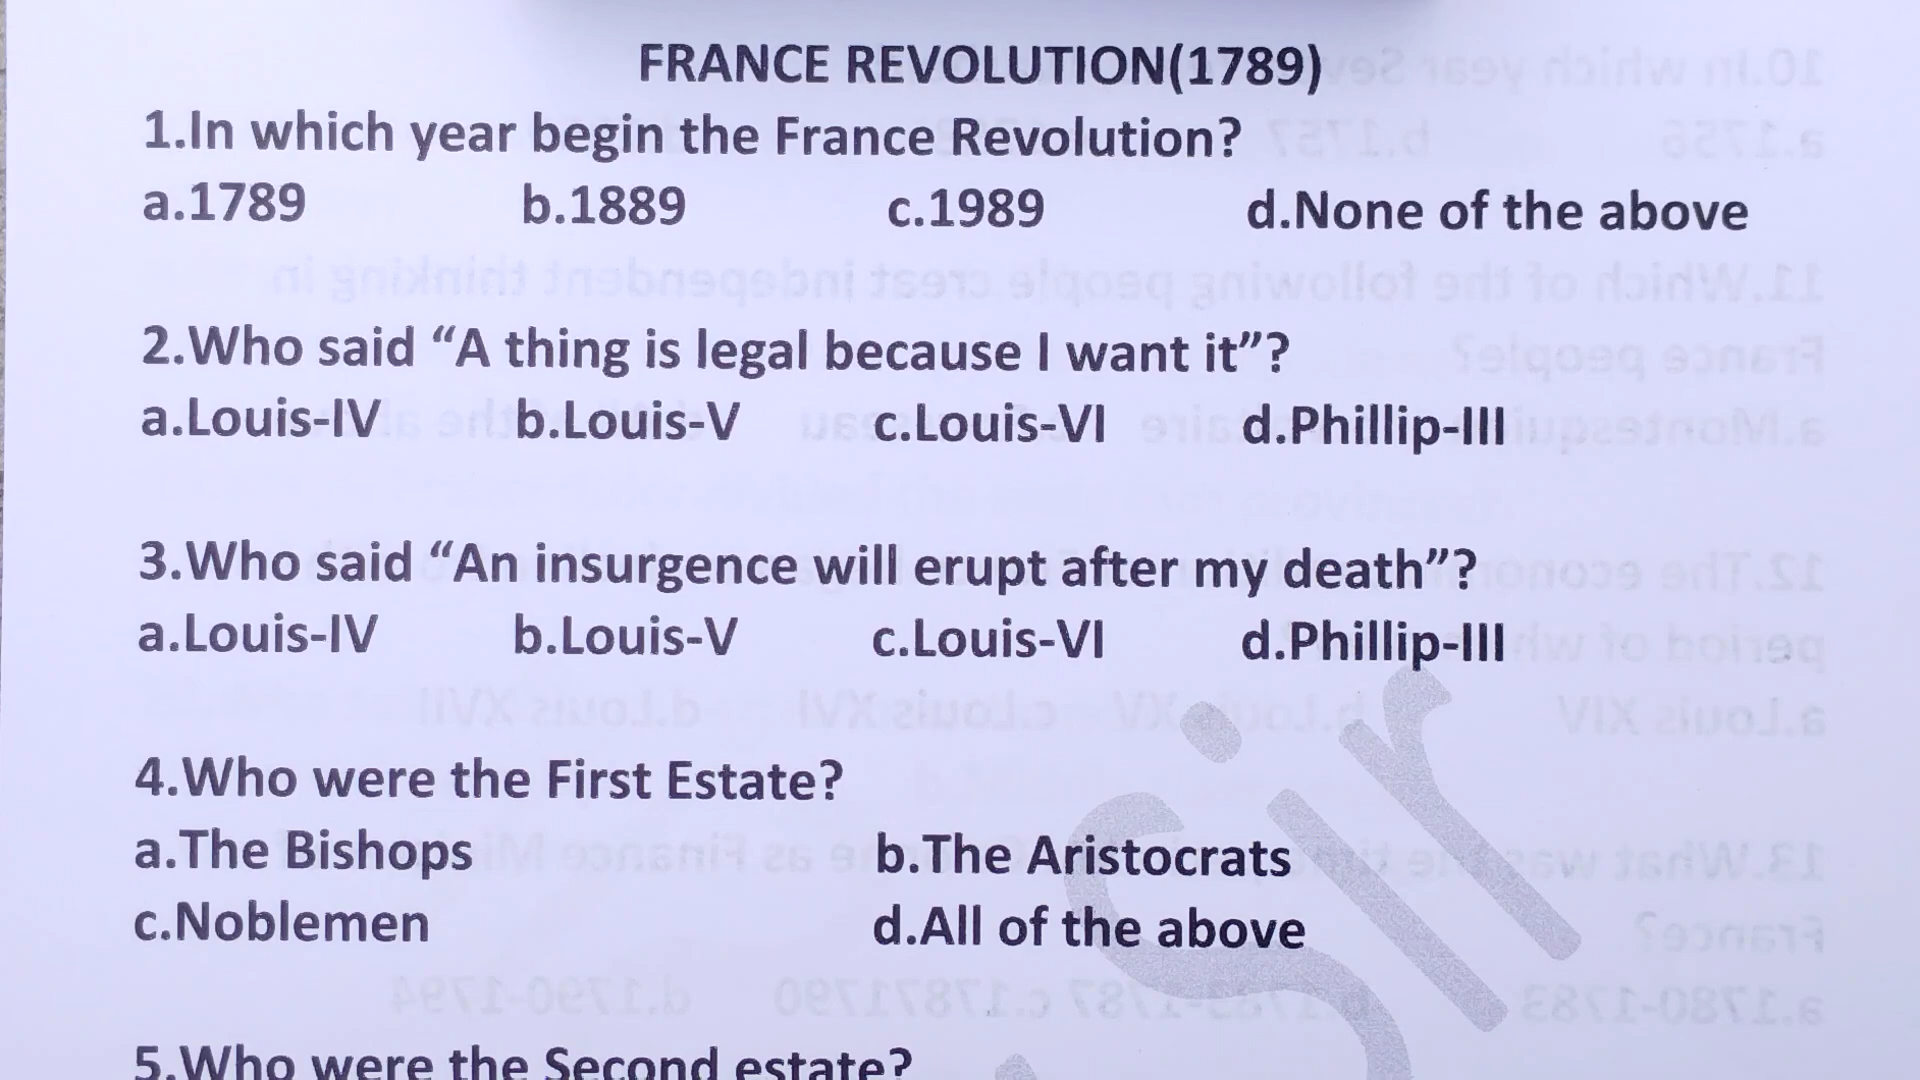 FRANCE REVOLUTION(1789)
1.In which year begin the France Revolution?
a.1789 b.1889 c.1989 d.None of the above
2.Who said “A thing is legal because I want it”?
a.Louis-IV b.Louis-V c.Louis-VI d.Phillip-III
3.Who said “An insurgence will erupt after my death”?
a.Louis-IV b.Louis-V c.Louis-VI d.Phillip-III
4.Who were the First Estate?
a.The Bishops b.The Aristocrats
c.Noblemen d.All of the above
5.Who were the Second estate?
Sir